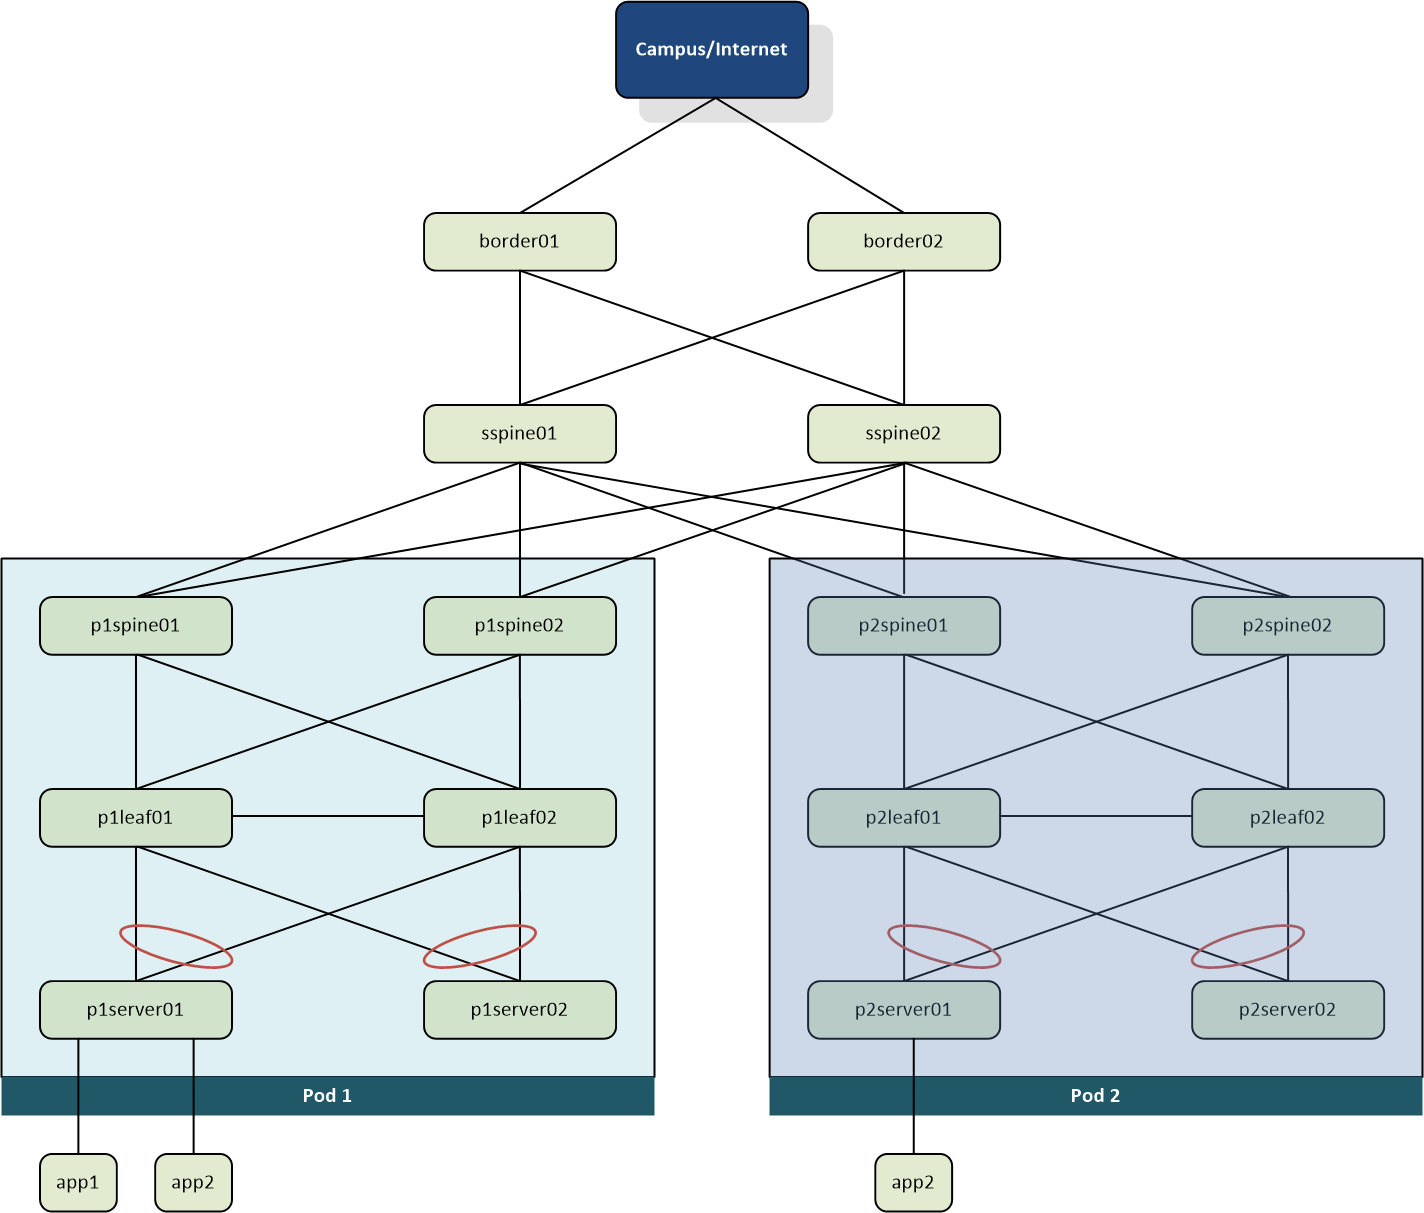 Campus/Internet
border01
border02
sspine01
sspine02
p1spine01
p1spine02
p2spine01
p2spine02
p1leaf01
p1leaf02
p2leaf01
p2leaf02
p1server01
p1server02
p2server01
p2server02
Pod 1
Pod 2
app1
app2
app2